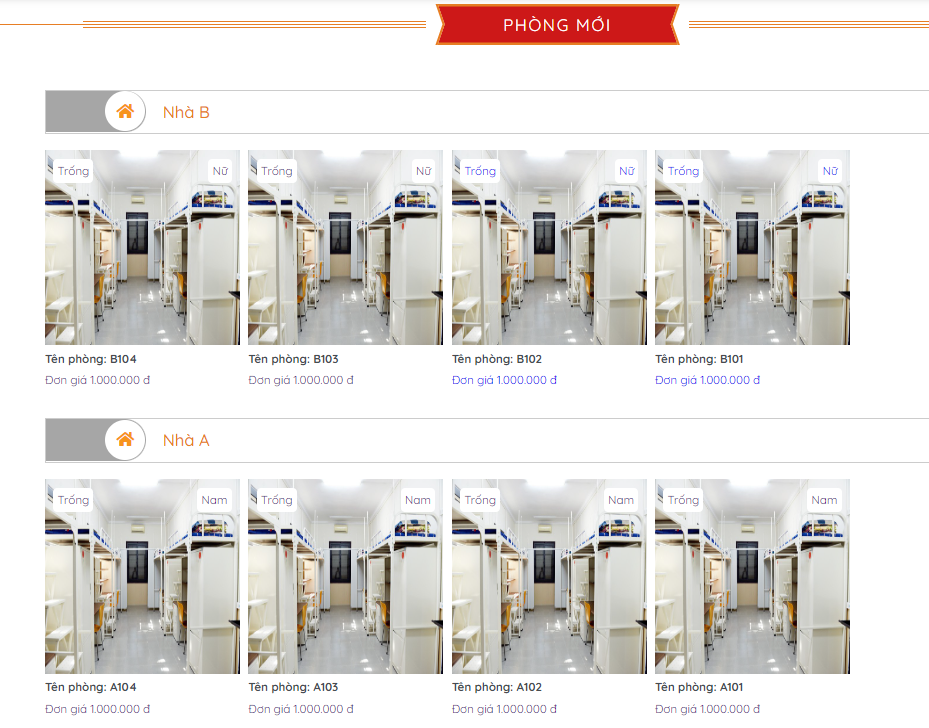 PHÒNG MỚI
Nhà B
Trống Nữ Trống Nữ Trống Nữ Trống Nữ
Tên phòng: B104 Tên phòng: B103 Tên phòng: B102 Tên phòng: B101
Đơn giá 1.000.000 đ Đơn giá 1.000.000 đ Đơn giá 1.000.000 đ Đơn giá 1.000.000 đ
Nhà A
Trống Nam Trống Nam Trống Nam Trống Nam
Tên phòng: A104 Tên phòng: A103 Tên phòng: A102 Tên phòng: A101
Đơn giá 1.000.000 đ Đơn giá 1.000.000 đ Đơn giá 1.000.000 đ Đơn giá 1.000.000 đ